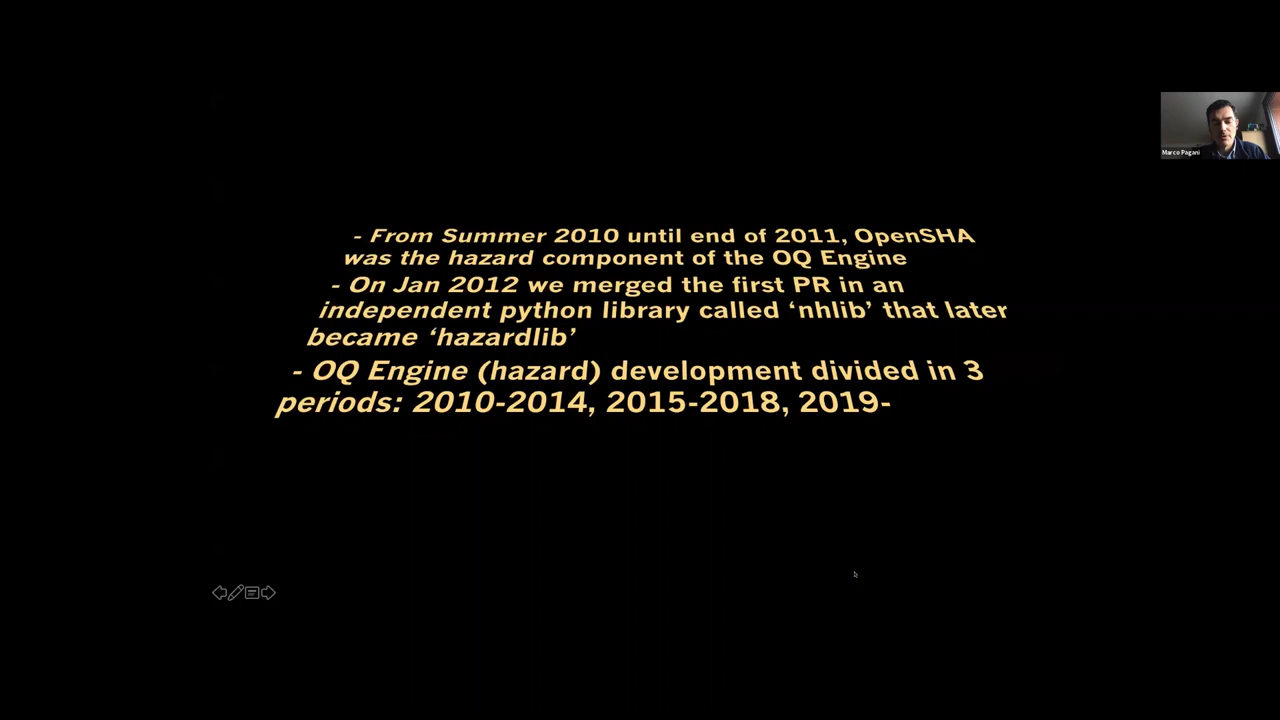 - From Summer 2010 until end of 2011, OpenSHA
was the hazard component of the OQ Engine
- On Jan 2012 we merged the first PR in an
independent python library called ‘nhlib’ that later
became ‘hazardlib’
- OQ Engine (hazard) development divided in 3
periods: 2010-2014, 2015-2018, 2019-
Marco Pagani